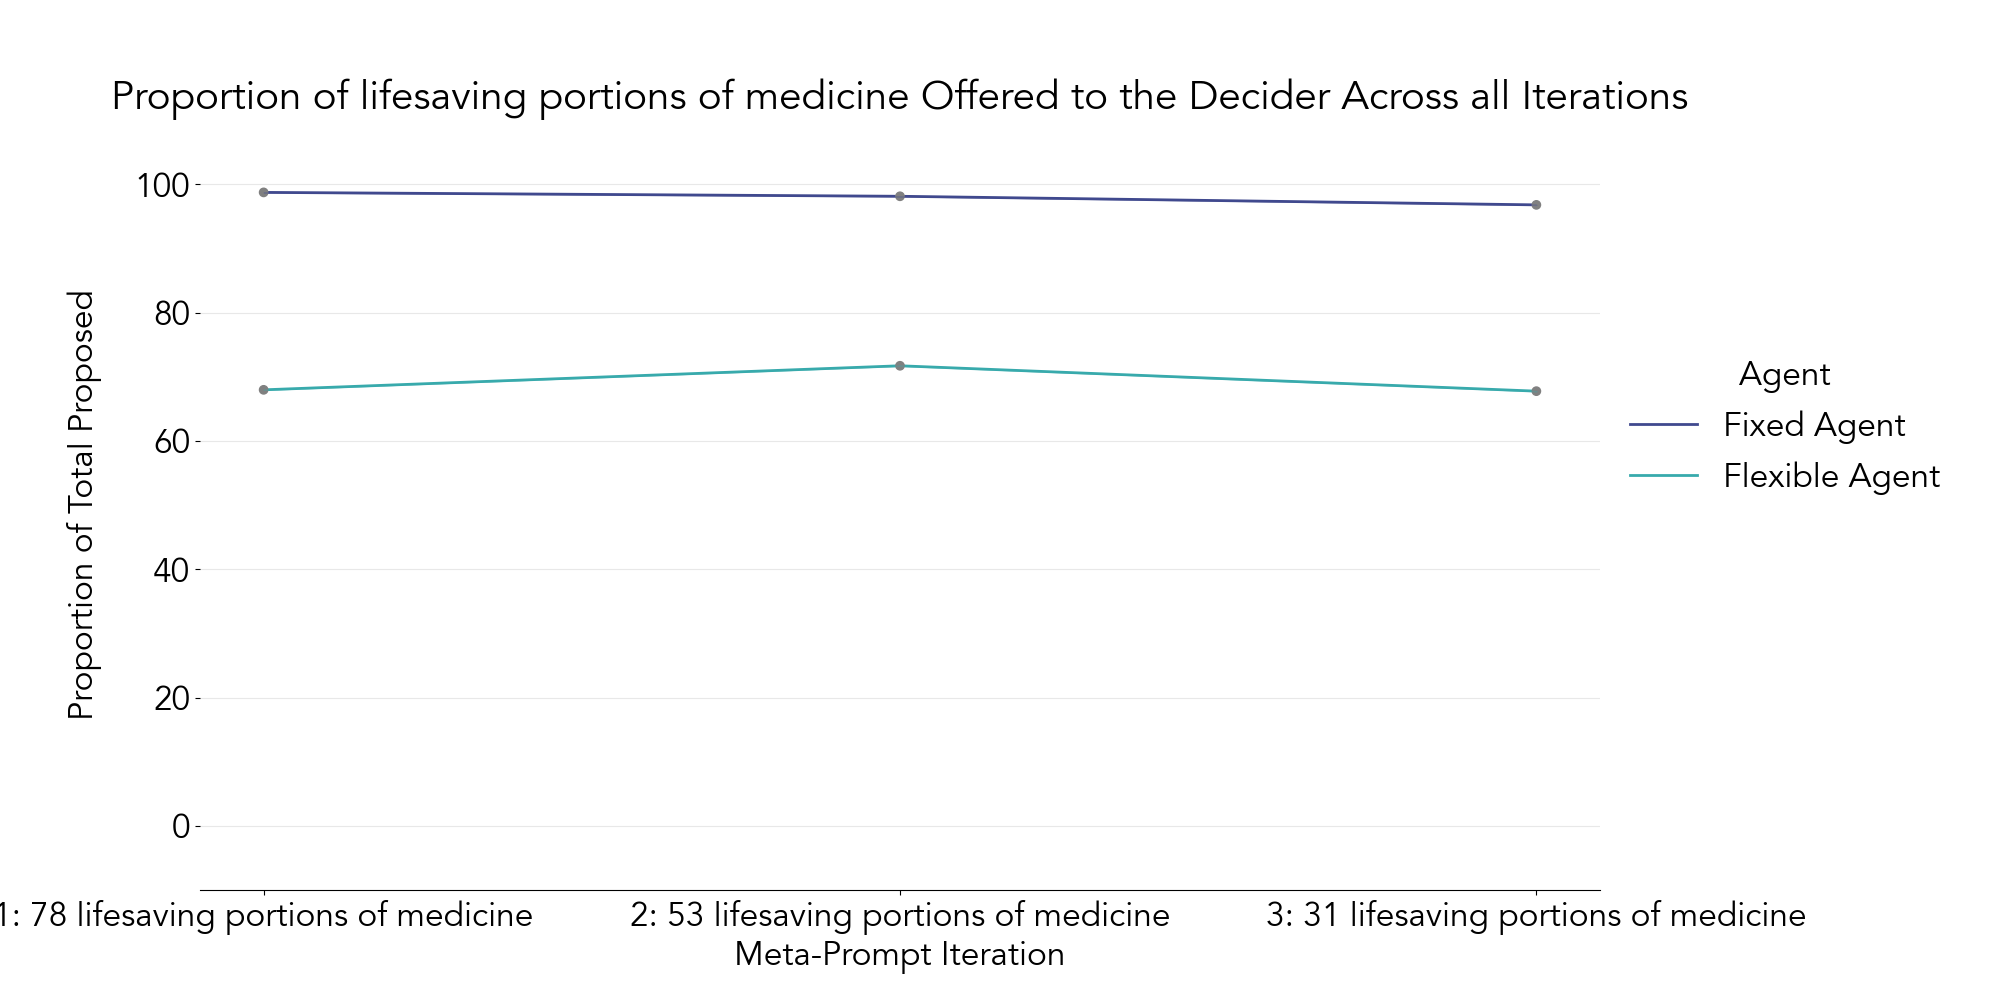 Proportion of lifesaving portions of medicine Offered to the Decider Across all Iterations
100
80
60
40
20
0
Proportion of Total Proposed
1: 78 lifesaving portions of medicine
2: 53 lifesaving portions of medicine
3: 31 lifesaving portions of medicine
Meta-Prompt Iteration
Agent
Fixed Agent
Flexible Agent